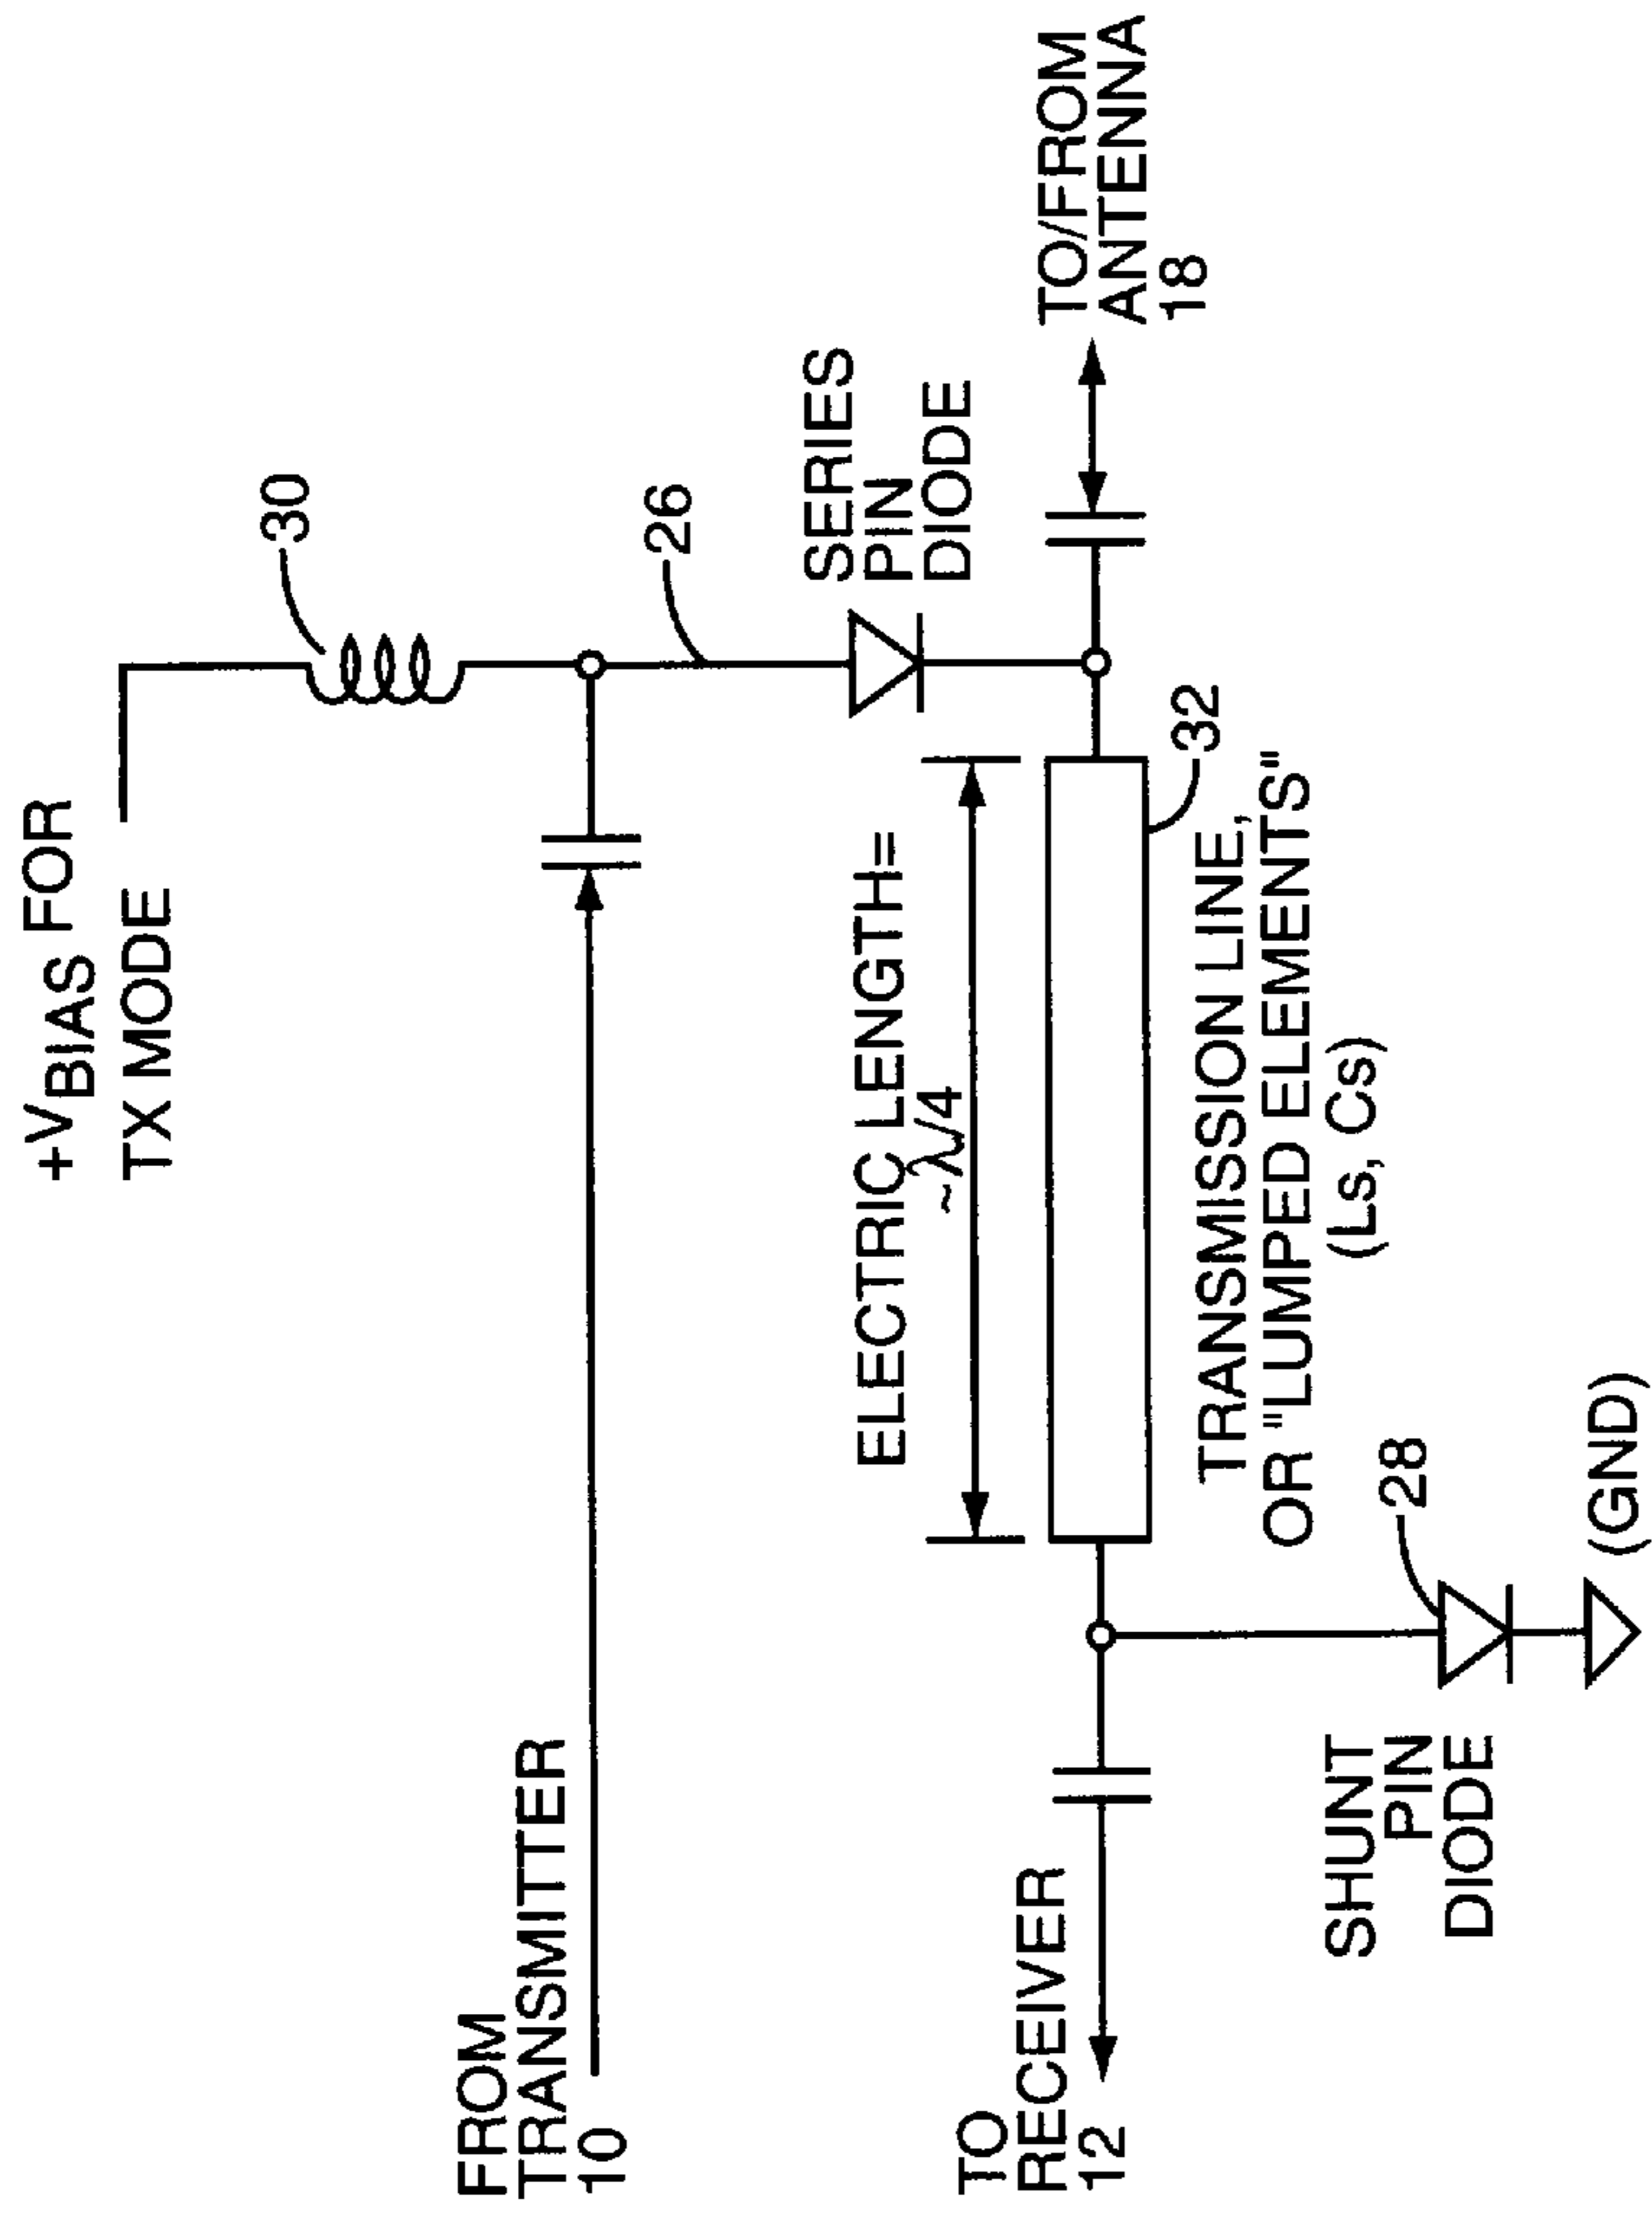 +VBIAS FOR
TX MODE
30
26
FROM
TRANSMITTER
10
SERIES
PIN
DIODE
ELECTRIC LENGTH=
~λ/4
TO/FROM
ANTENNA
18
32
TO
RECEIVER
12
TRANSMISSION LINE,
OR "LUMPED ELEMENTS"
(Ls, Cs)
28
SHUNT
PIN
DIODE
(GND)